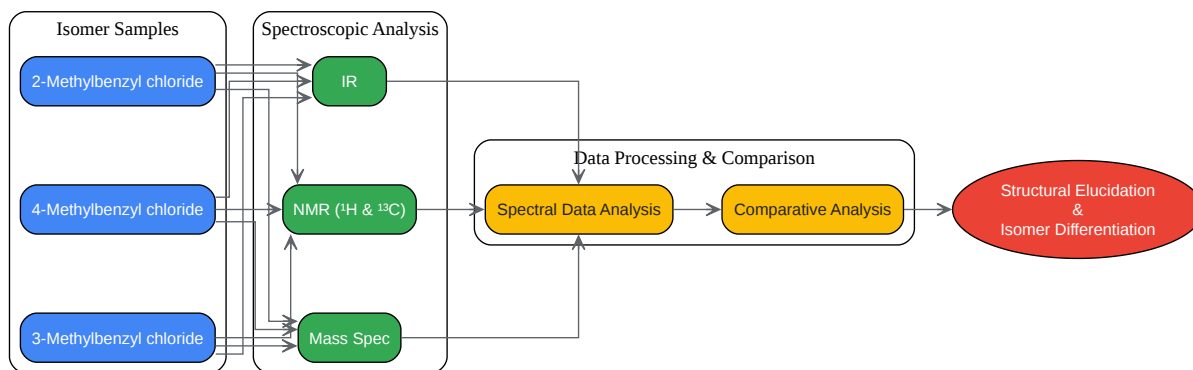 Isomer Samples
2-Methylbenzyl chloride
4-Methylbenzyl chloride
3-Methylbenzyl chloride
Spectroscopic Analysis
IR
NMR (¹H & ¹³C)
Mass Spec
Data Processing & Comparison
Spectral Data Analysis
Comparative Analysis
Structural Elucidation
&
Isomer Differentiation